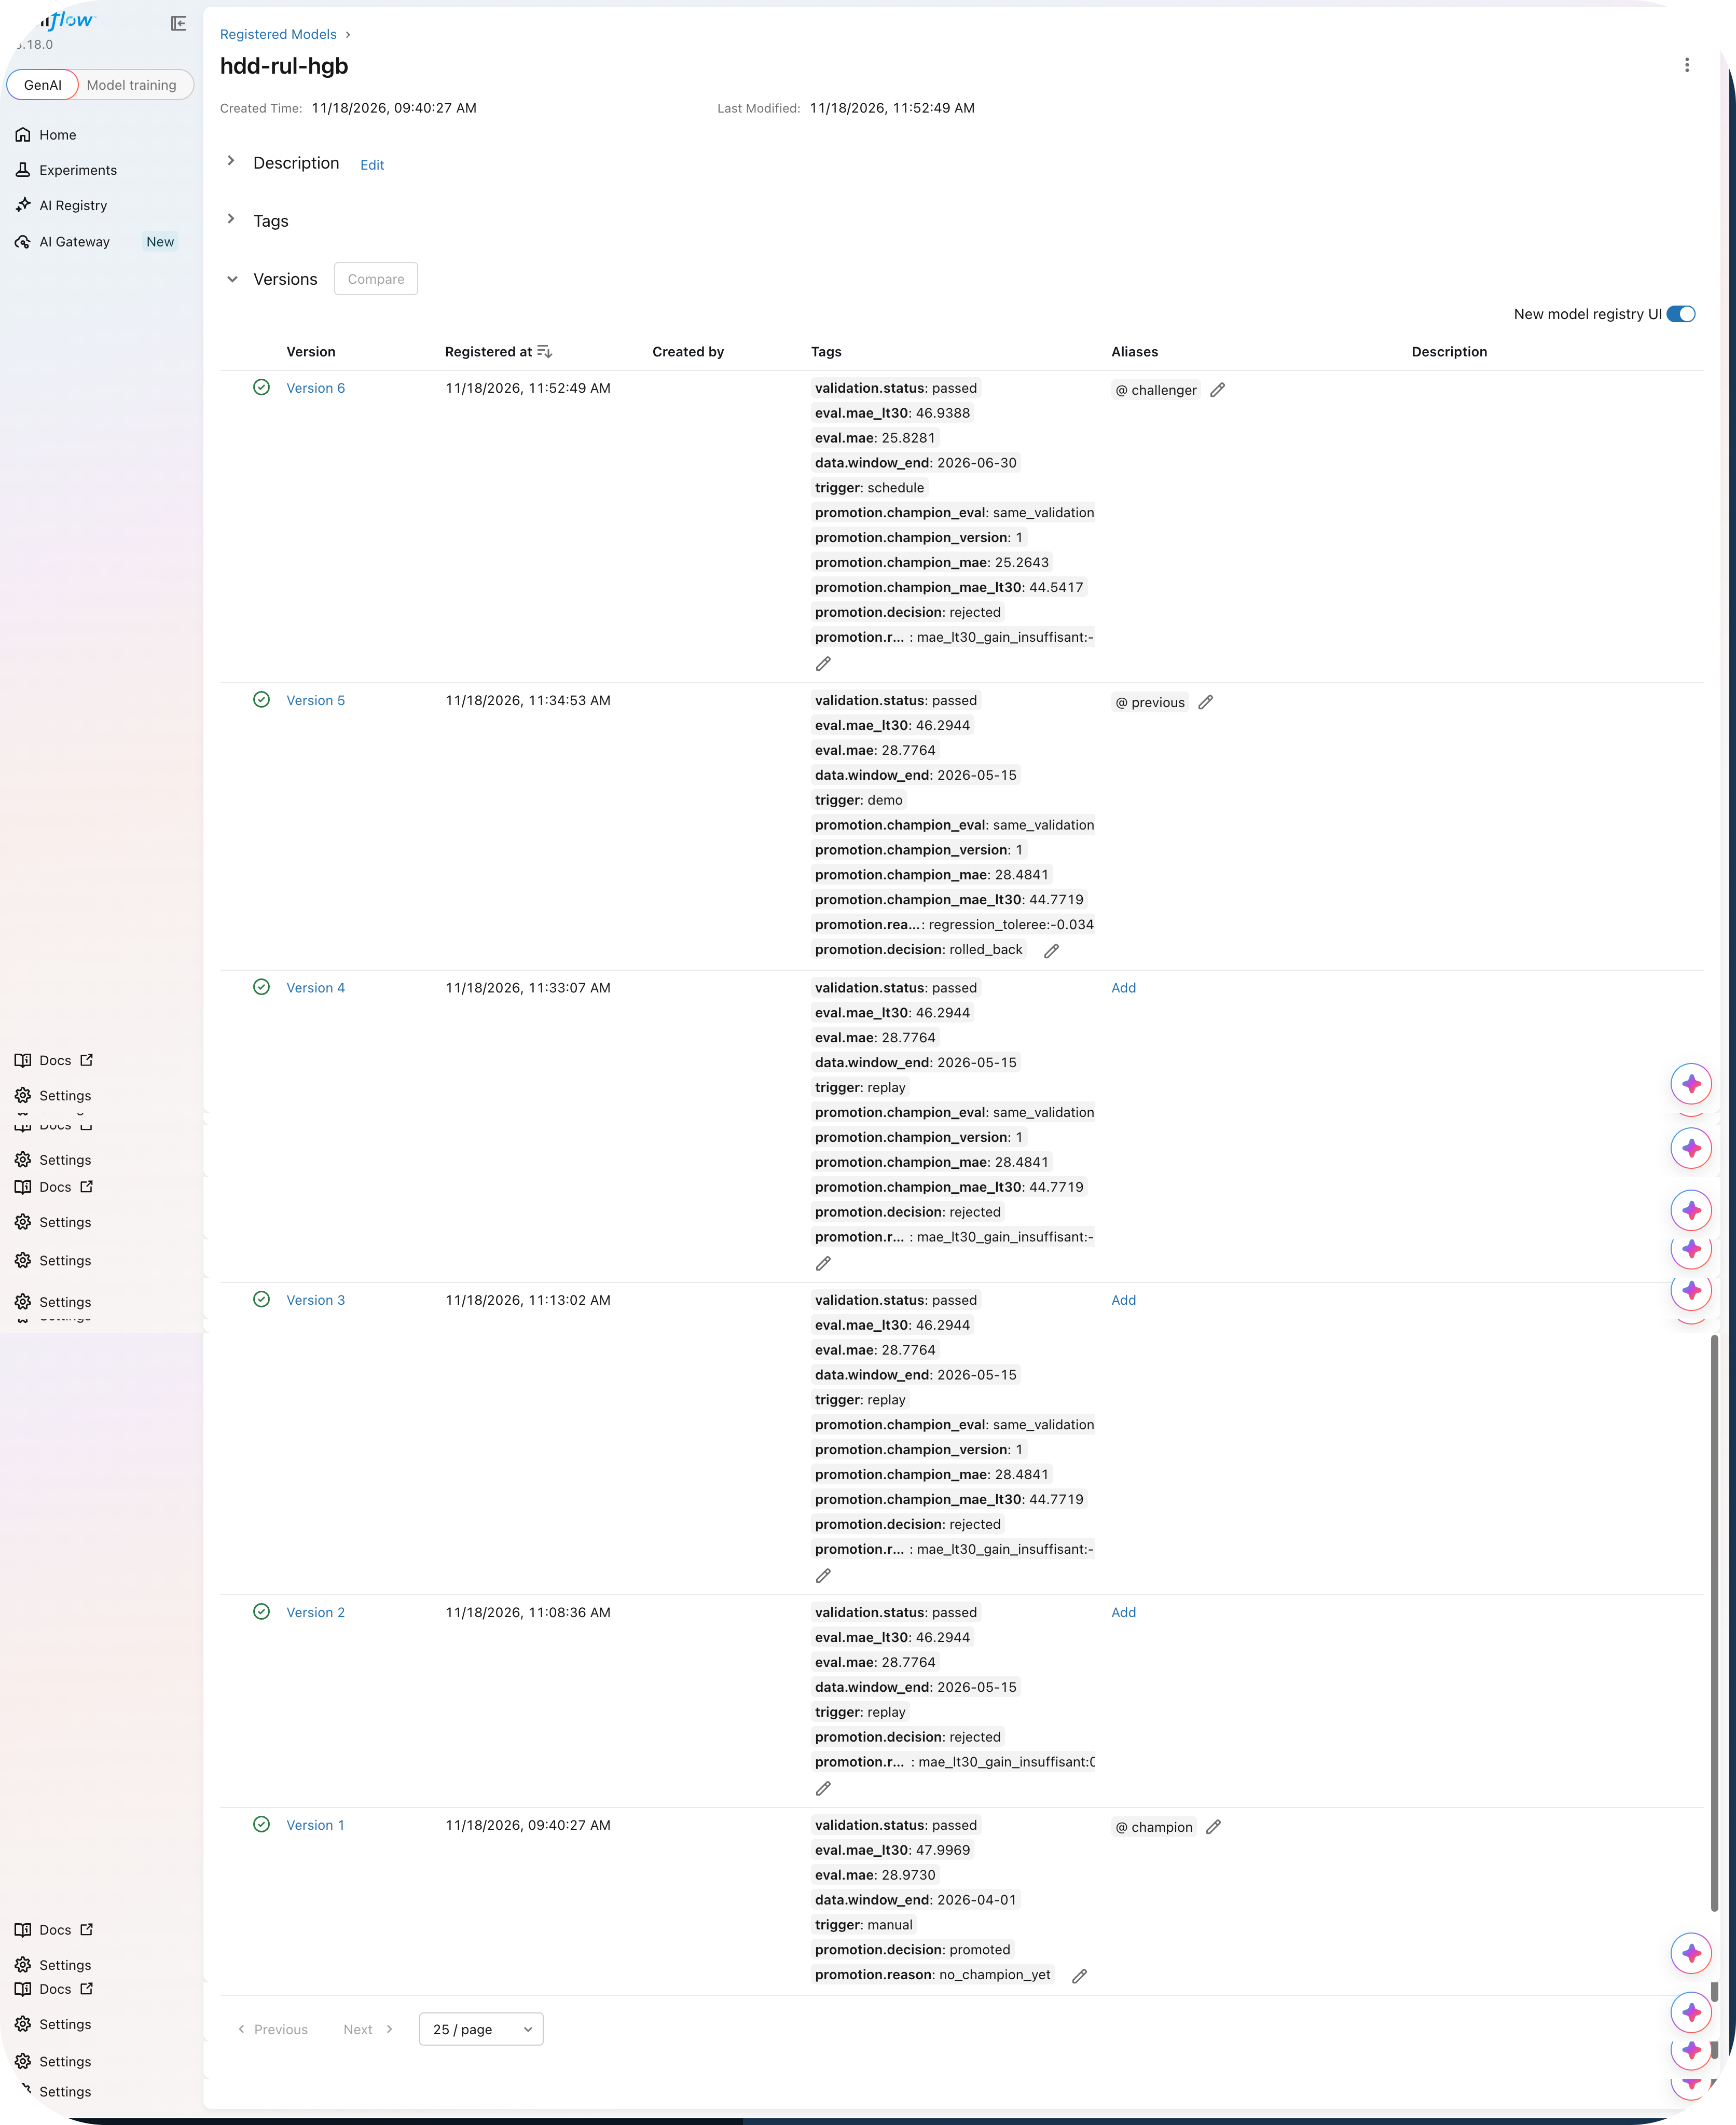 flow
.18.0
GenAI Model training
Home
Experiments
AI Registry
AI Gateway New
Docs
Settings
Docs
Settings
Docs
Settings
Settings
Settings
Settings
Docs
Settings
Docs
Settings
Settings
Settings
Registered Models >
hdd-rul-hgb
Created Time: 11/18/2026, 09:40:27 AM Last Modified: 11/18/2026, 11:52:49 AM
Description Edit
Tags
Versions Compare
New model registry UI
Version Registered at Created by Tags Aliases Description
Version 6 11/18/2026, 11:52:49 AM validation.status: passed @ challenger
eval.mae_lt30: 46.9388
eval.mae: 25.8281
data.window_end: 2026-06-30
trigger: schedule
promotion.champion_eval: same_validation
promotion.champion_version: 1
promotion.champion_mae: 25.2643
promotion.champion_mae_lt30: 44.5417
promotion.decision: rejected
promotion.r... : mae_lt30_gain_insuffisant:-
Version 5 11/18/2026, 11:34:53 AM validation.status: passed @ previous
eval.mae_lt30: 46.2944
eval.mae: 28.7764
data.window_end: 2026-05-15
trigger: demo
promotion.champion_eval: same_validation
promotion.champion_version: 1
promotion.champion_mae: 28.4841
promotion.champion_mae_lt30: 44.7719
promotion.rea...: regression_toleree:-0.034
promotion.decision: rolled_back
Version 4 11/18/2026, 11:33:07 AM validation.status: passed Add
eval.mae_lt30: 46.2944
eval.mae: 28.7764
data.window_end: 2026-05-15
trigger: replay
promotion.champion_eval: same_validation
promotion.champion_version: 1
promotion.champion_mae: 28.4841
promotion.champion_mae_lt30: 44.7719
promotion.decision: rejected
promotion.r... : mae_lt30_gain_insuffisant:-
Version 3 11/18/2026, 11:13:02 AM validation.status: passed Add
eval.mae_lt30: 46.2944
eval.mae: 28.7764
data.window_end: 2026-05-15
trigger: replay
promotion.champion_eval: same_validation
promotion.champion_version: 1
promotion.champion_mae: 28.4841
promotion.champion_mae_lt30: 44.7719
promotion.decision: rejected
promotion.r... : mae_lt30_gain_insuffisant:-
Version 2 11/18/2026, 11:08:36 AM validation.status: passed Add
eval.mae_lt30: 46.2944
eval.mae: 28.7764
data.window_end: 2026-05-15
trigger: replay
promotion.decision: rejected
promotion.r... : mae_lt30_gain_insuffisant:
Version 1 11/18/2026, 09:40:27 AM validation.status: passed @ champion
eval.mae_lt30: 47.9969
eval.mae: 28.9730
data.window_end: 2026-04-01
trigger: manual
promotion.decision: promoted
promotion.reason: no_champion_yet
Previous Next 25 / page